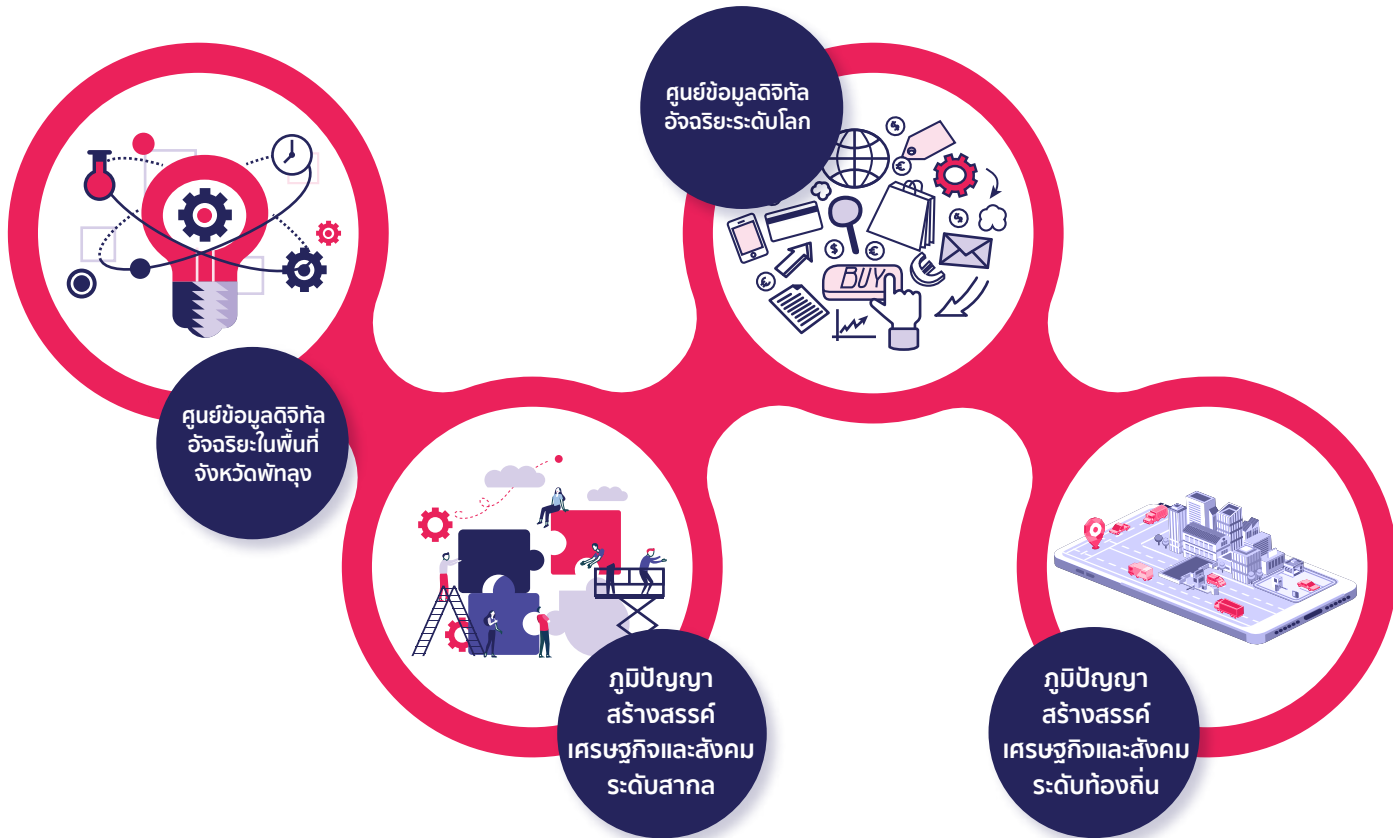 ศูนย์ข้อมูลดิจิทัล
อัจฉริยะในพื้นที่
จังหวัดพัทลุง
ภูมิปัญญา
สร้างสรรค์
เศรษฐกิจและสังคม
ระดับสากล
ศูนย์ข้อมูลดิจิทัล
อัจฉริยะระดับโลก
BUY
ภูมิปัญญา
สร้างสรรค์
เศรษฐกิจและสังคม
ระดับท้องถิ่น